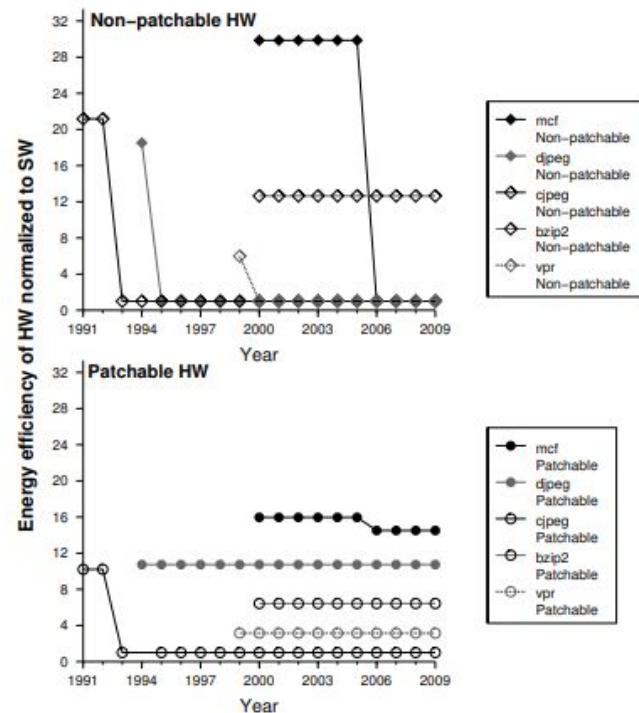 Non-patchable HW
32
28
24
20
16
12
8
4
0
1991 1994 1997 2000 2003 2006 2009
Year
mcf
Non-patchable
djpeg
Non-patchable
cjpeg
Non-patchable
bzip2
Non-patchable
vpr
Non-patchable
Energy efficiency of HW normalized to SW
Patchable HW
32
28
24
20
16
12
8
4
0
1991 1994 1997 2000 2003 2006 2009
Year
mcf
Patchable
djpeg
Patchable
cjpeg
Patchable
bzip2
Patchable
vpr
Patchable